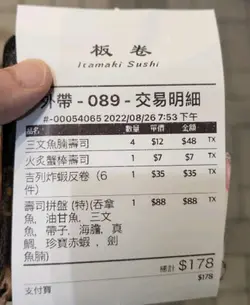 板 卷
Itamaki Sushi
外帶 - 089 - 交易明細
#-00054065 2022/08/26 7:53 下午
品名 數量 單價 金額
三文魚腩壽司 4 $12 $48 TX
火炙蟹棒壽司 1 $7 $7 TX
吉列炸蝦反卷（6 1 $35 $35 TX
件）
壽司拼盤 (特(吞拿 1 $88 $88 TX
魚、油甘魚、三文
魚、帶子、海膽、真
鯛、珍寶赤蝦 、劍
魚腩)
總計 $178
支付寶 $178